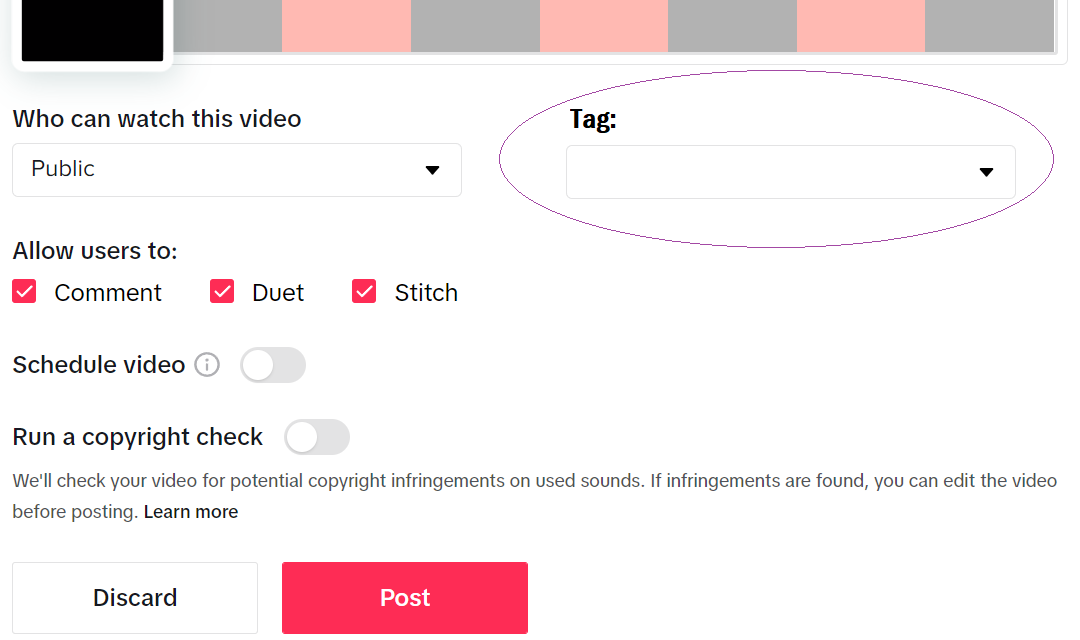 Who can watch this video
Tag:
Public
Allow users to:
Comment Duet Stitch
Schedule video
Run a copyright check
We'll check your video for potential copyright infringements on used sounds. If infringements are found, you can edit the video
before posting. Learn more
Discard Post